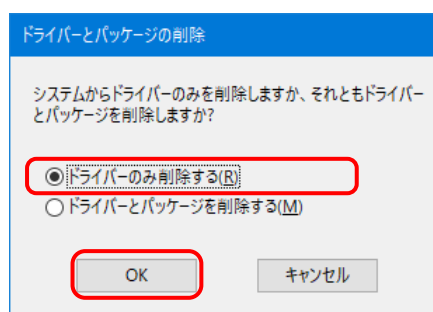 ドライバーとパッケージの削除
システムからドライバーのみを削除しますか、それともドライバー
とパッケージを削除しますか?
ドライバーのみ削除する(R)
ドライバーとパッケージを削除する(M)
OK
キャンセル